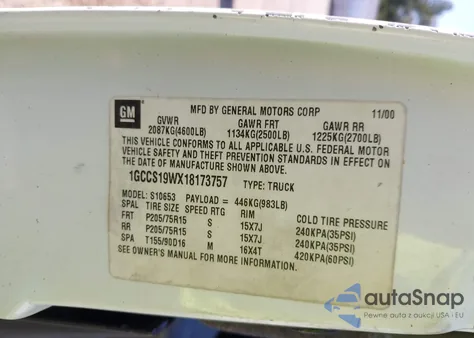 GM
MFD BY GENERAL MOTORS CORP 11/00
GVWR GAWR FRT GAWR RR
2087KG(4600LB) 1134KG(2500LB) 1225KG(2700LB)
THIS VEHICLE CONFORMS TO ALL APPLICABLE U.S. FEDERAL MOTOR
VEHICLE SAFETY AND THEFT PREVENTION STANDARDS IN EFFECT ON
THE DATE OF MANUFACTURE SHOWN ABOVE.
1GCCS19WX18173757 TYPE: TRUCK
MODEL: S10653 PAYLOAD = 446KG(983LB)
SPAL TIRE SIZE SPEED RTG RIM COLD TIRE PRESSURE
FRT P205/75R15 S 15X7J 240KPA(35PSI)
RR P205/75R15 S 15X7J 240KPA(35PSI)
SPA T155/90D16 M 16X4T 420KPA(60PSI)
SEE OWNER'S MANUAL FOR MORE INFORMATION.
autoSnap
Pewne auta z USA i EU